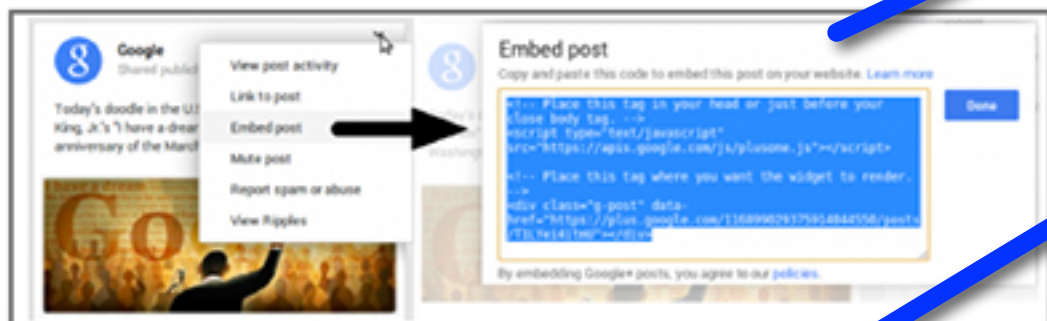 Google
Shared public
Today's doodle in the U.S
King, Jr.'s "I have a drear
anniversary of the March
I have a dream
Go
View post activity
Link to post
Embed post
Mute post
Report spam or abuse
View Ripples
Embed post
Copy and paste this code to embed this post on your website. Learn more
<!-- Place this tag in your head or just before your
close body tag. -->
<script type="text/javascript"
src="https://apis.google.com/js/plusone.js"></script>
<!-- Place this tag where you want the widget to render.
-->
<div class="g-post" data-
Done
By embedding Google+ posts, you agree to our policies.